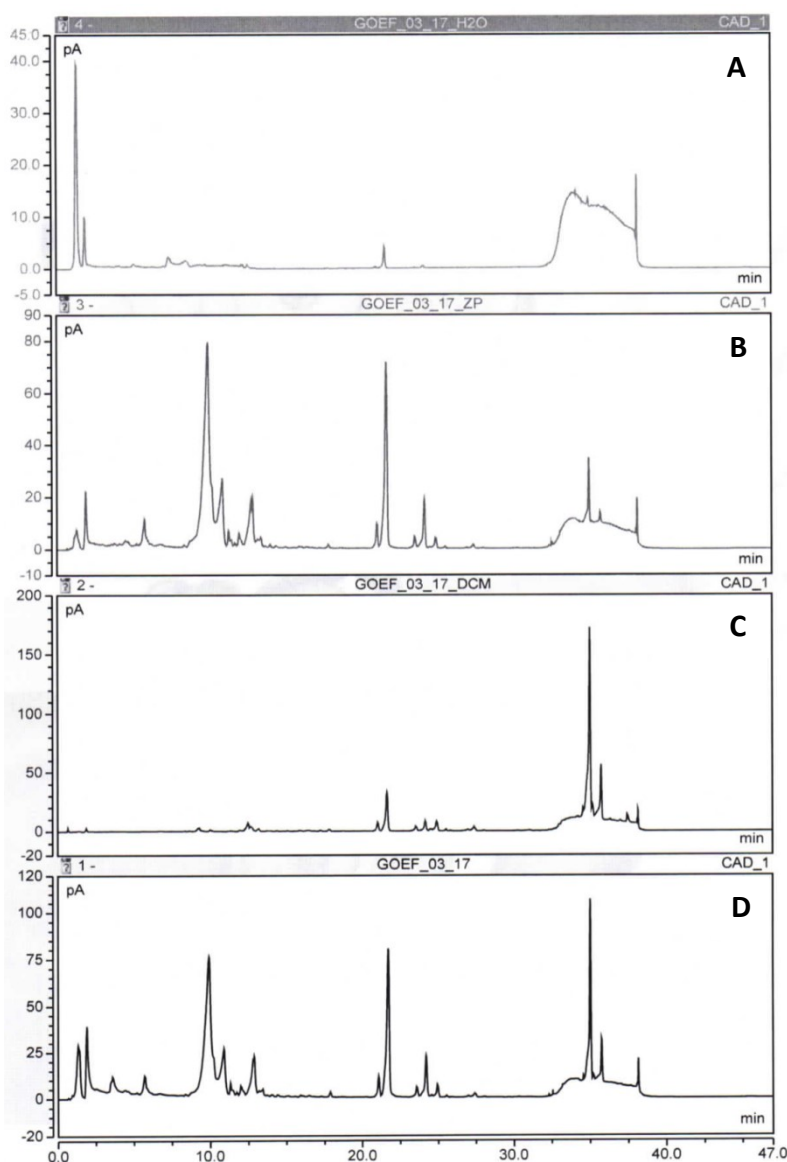 4 - GOEF_03_17_H2O CAD_1
45.0
pA
A
40.0
30.0
20.0
10.0
0.0
-5.0
min
3 - GOEF_03_17_ZP CAD_1
90
pA
B
80
60
40
20
0
-10
min
2 - GOEF_03_17_DCM CAD_1
200
pA
C
150
100
50
0
-20
min
1 - GOEF_03_17 CAD_1
120
pA
D
100
75
50
25
0
-20
min
0.0 10.0 20.0 30.0 40.0 47.0